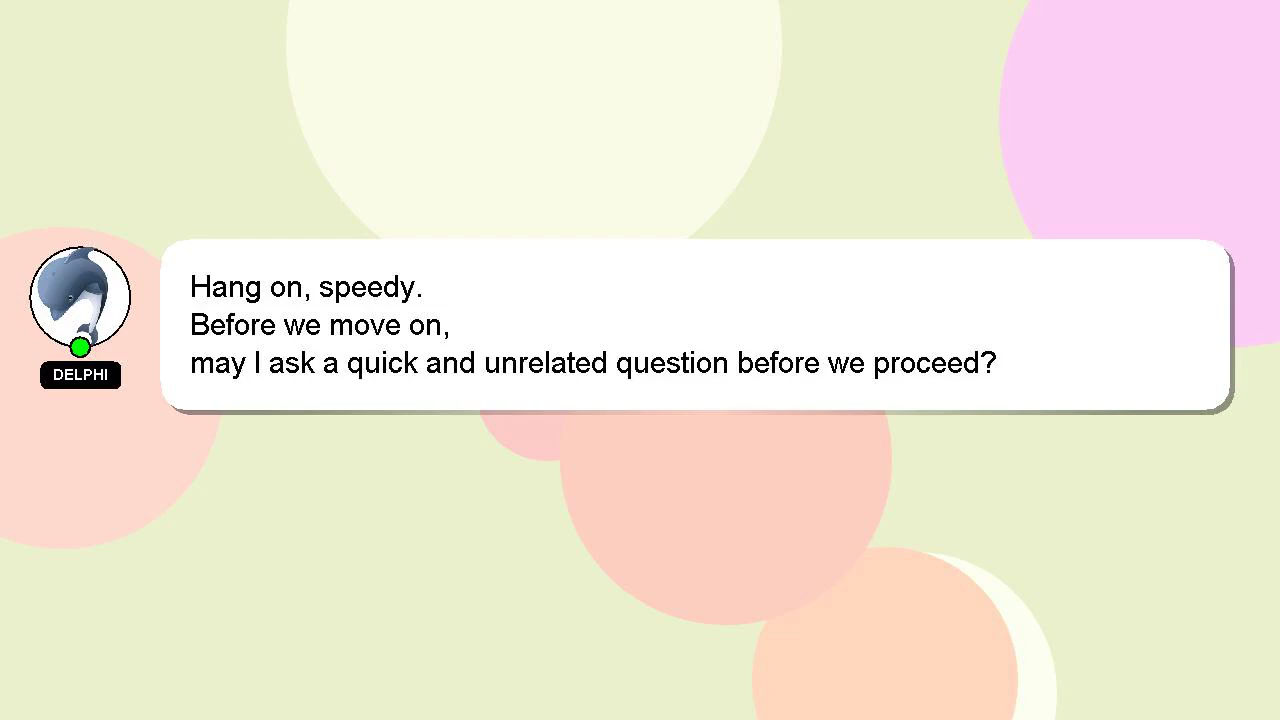 Hang on, speedy.
Before we move on,
may I ask a quick and unrelated question before we proceed?
DELPHI